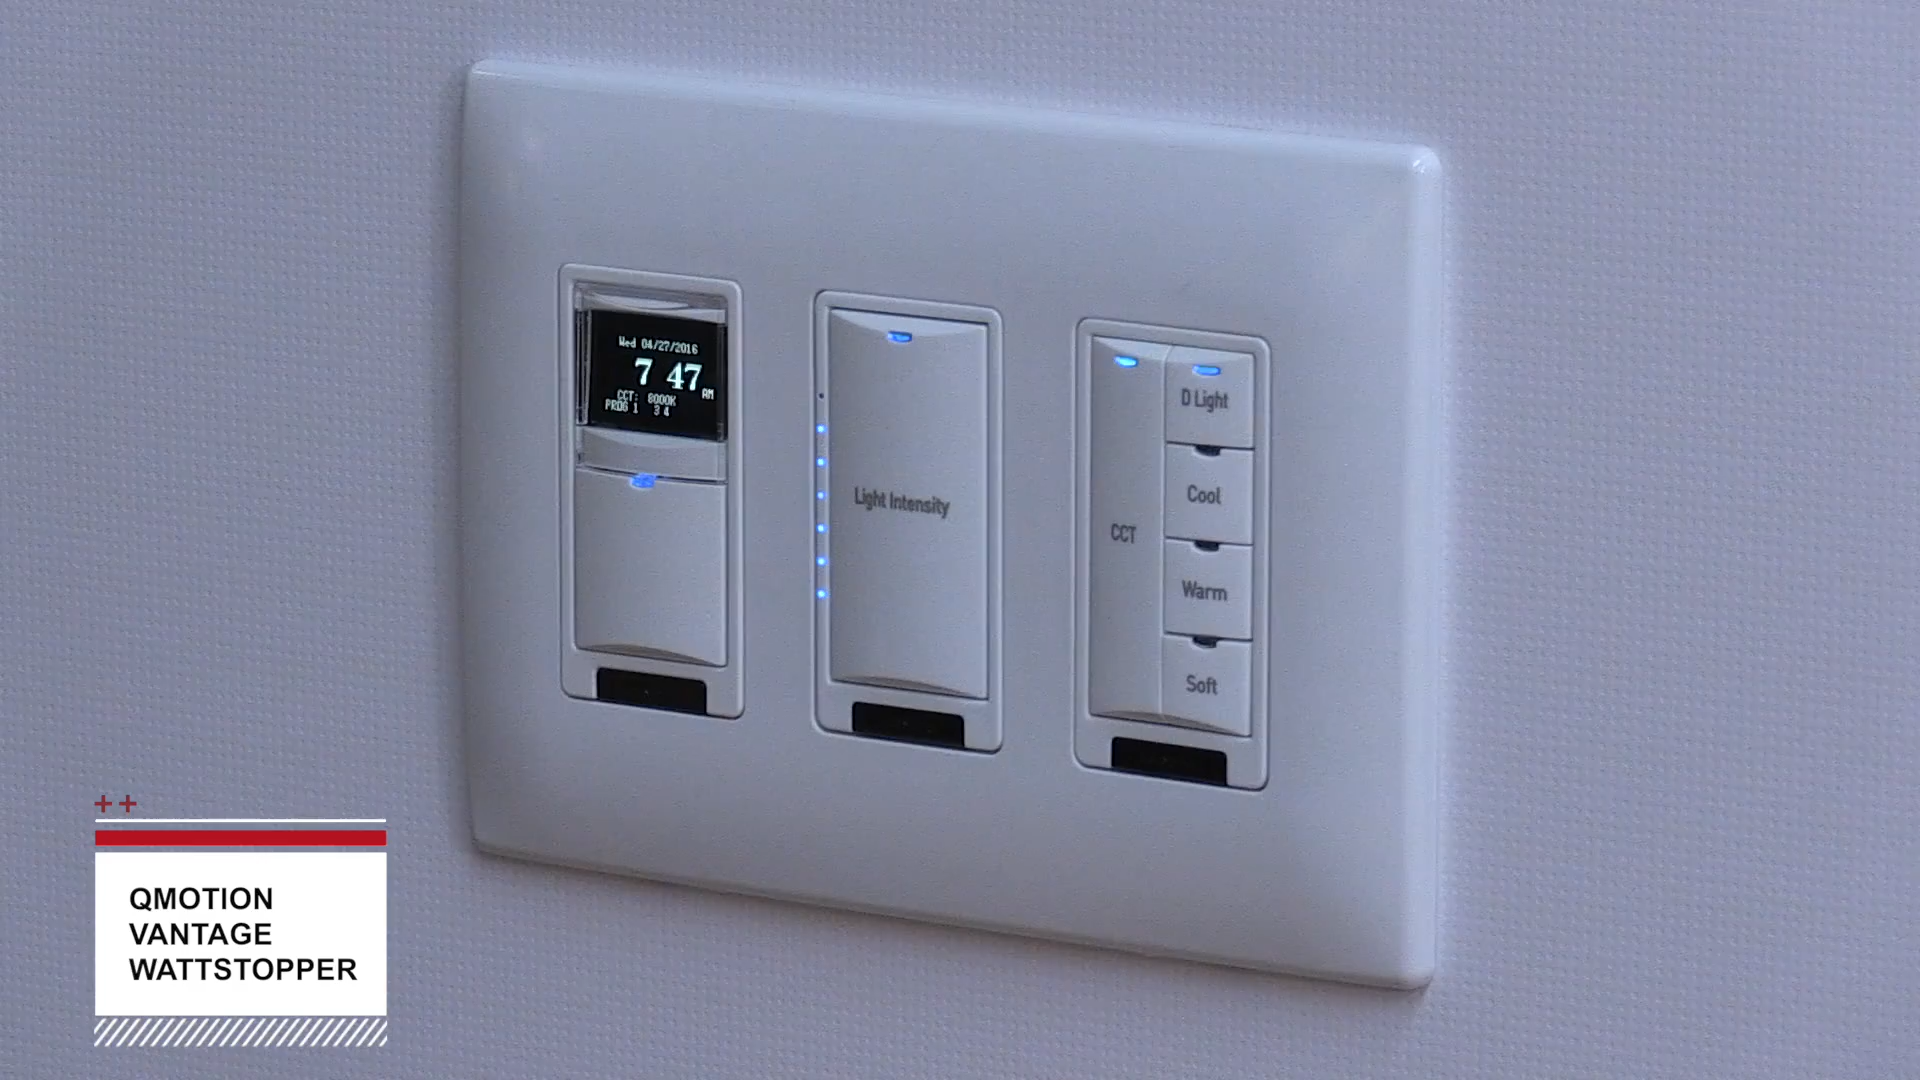 Wed 04/27/2016
7 47 AM
CCT: 8000K
PROG 1 3 4
Light Intensity
CCT
D Light
Cool
Warm
Soft
QMOTION
VANTAGE
WATTSTOPPER